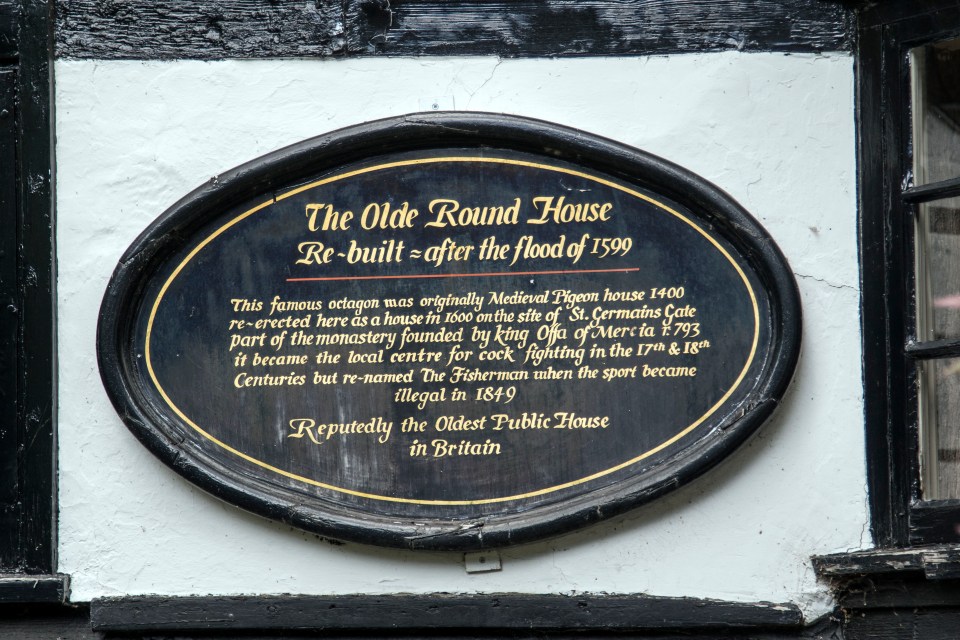 The Olde Round House
Re-built ≈ after the flood of 1599
This famous octagon was originally Medieval Pigeon house 1400
re-erected here as a house in 1600 on the site of St. Germains Gate
part of the monastery founded by king Offa of Mercia r. 793
it became the local centre for cock fighting in the 17th & 18th
Centuries but re-named The Fisherman when the sport became
illegal in 1849
Reputedly the Oldest Public House
in Britain